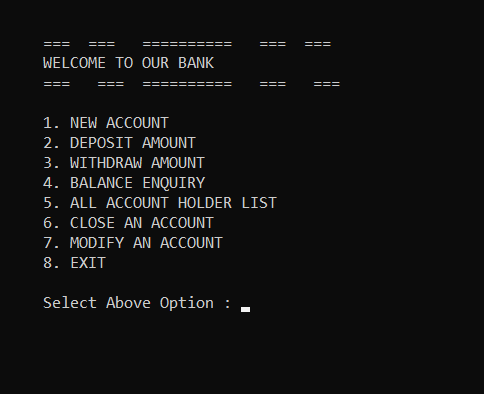 ===  ===   ==========   ===  ===
WELCOME TO OUR BANK
===   ===  ==========   ===   ===
1. NEW ACCOUNT
2. DEPOSIT AMOUNT
3. WITHDRAW AMOUNT
4. BALANCE ENQUIRY
5. ALL ACCOUNT HOLDER LIST
6. CLOSE AN ACCOUNT
7. MODIFY AN ACCOUNT
8. EXIT
Select Above Option :